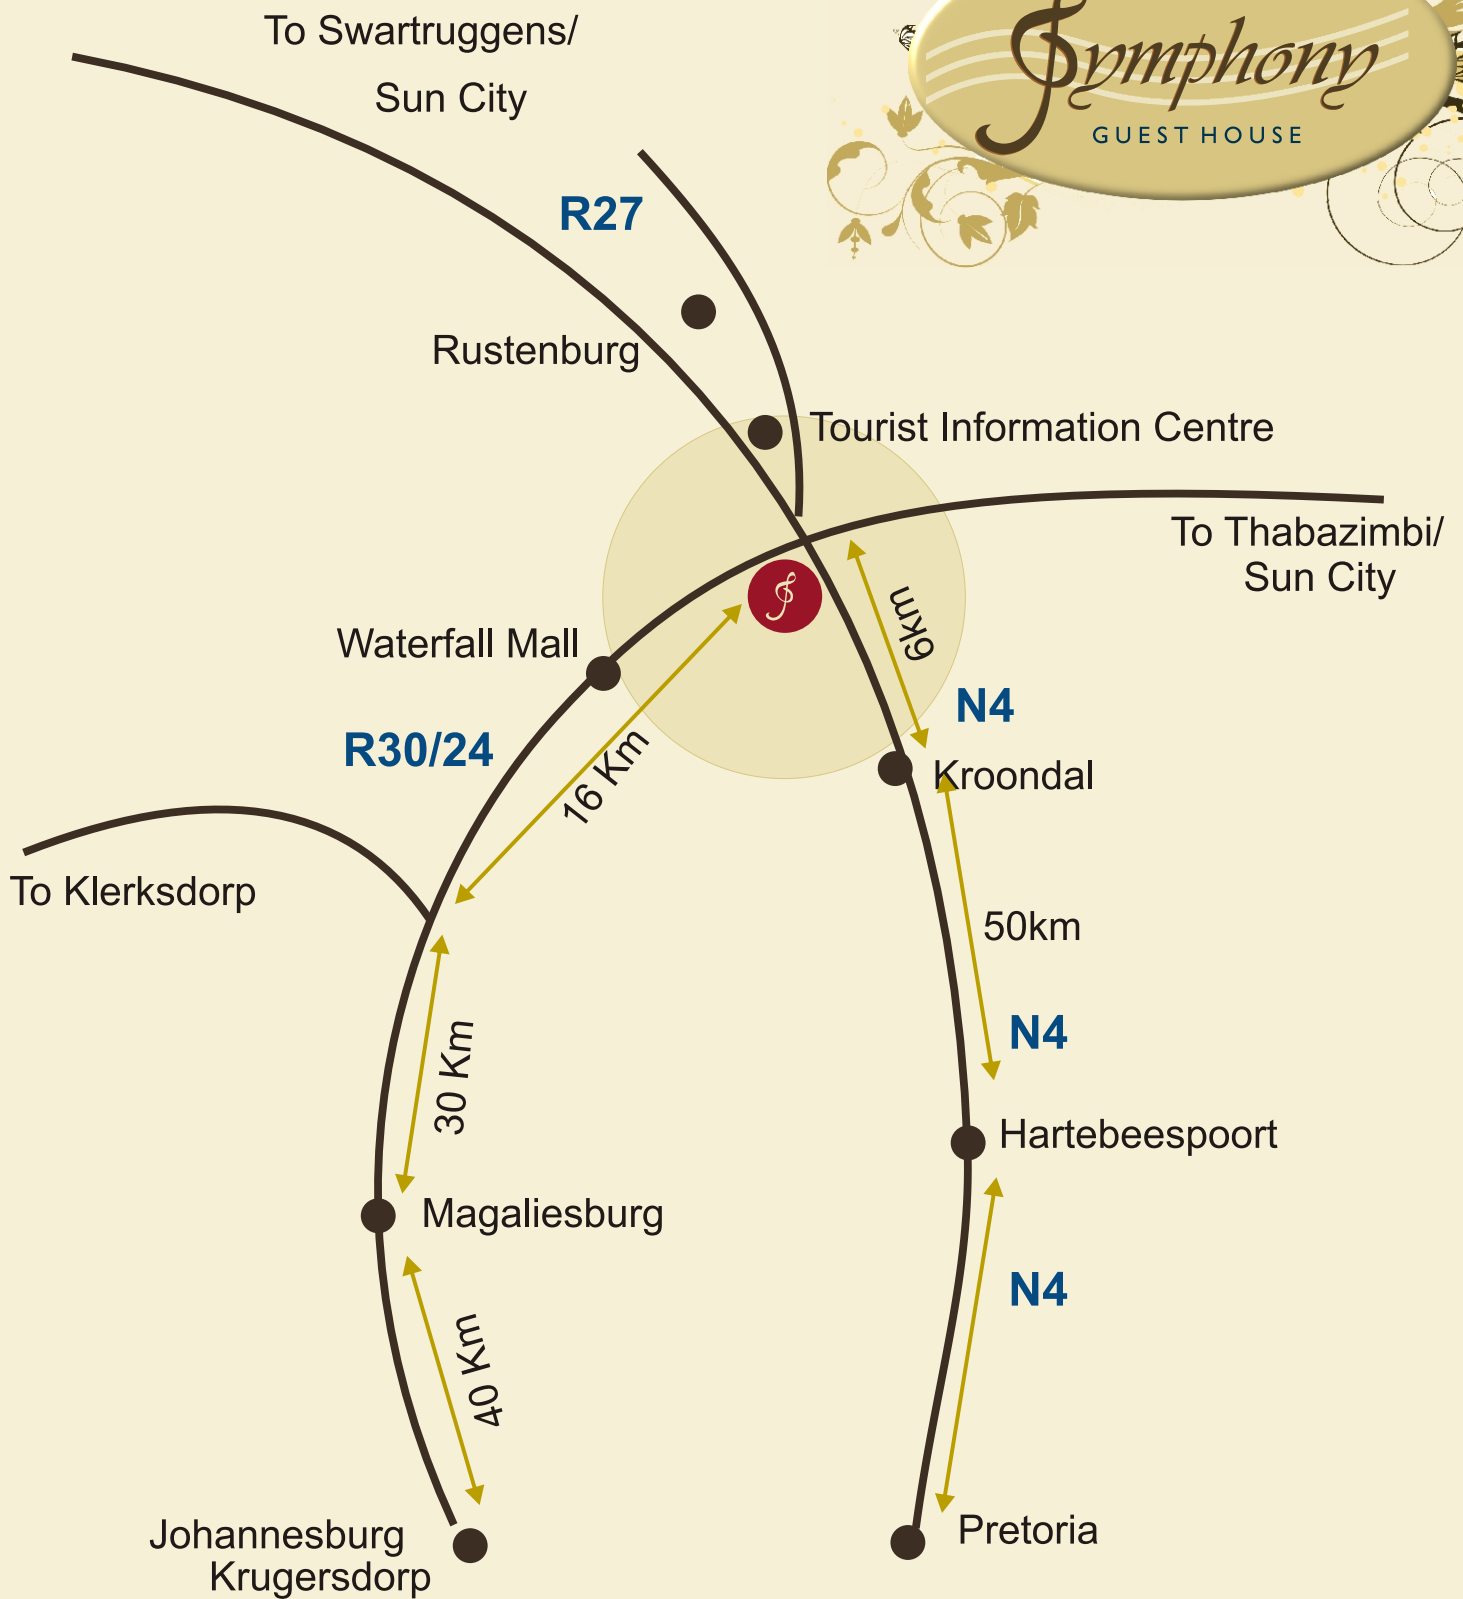 To Swartruggens/
Sun City
Symphony
GUEST HOUSE
R27
Rustenburg
Tourist Information Centre
To Thabazimbi/
Sun City
6km
Waterfall Mall
N4
R30/24
16 Km
Kroondal
To Klerksdorp
50km
N4
30 Km
Hartebeespoort
Magaliesburg
N4
40 Km
Johannesburg
Krugersdorp
Pretoria